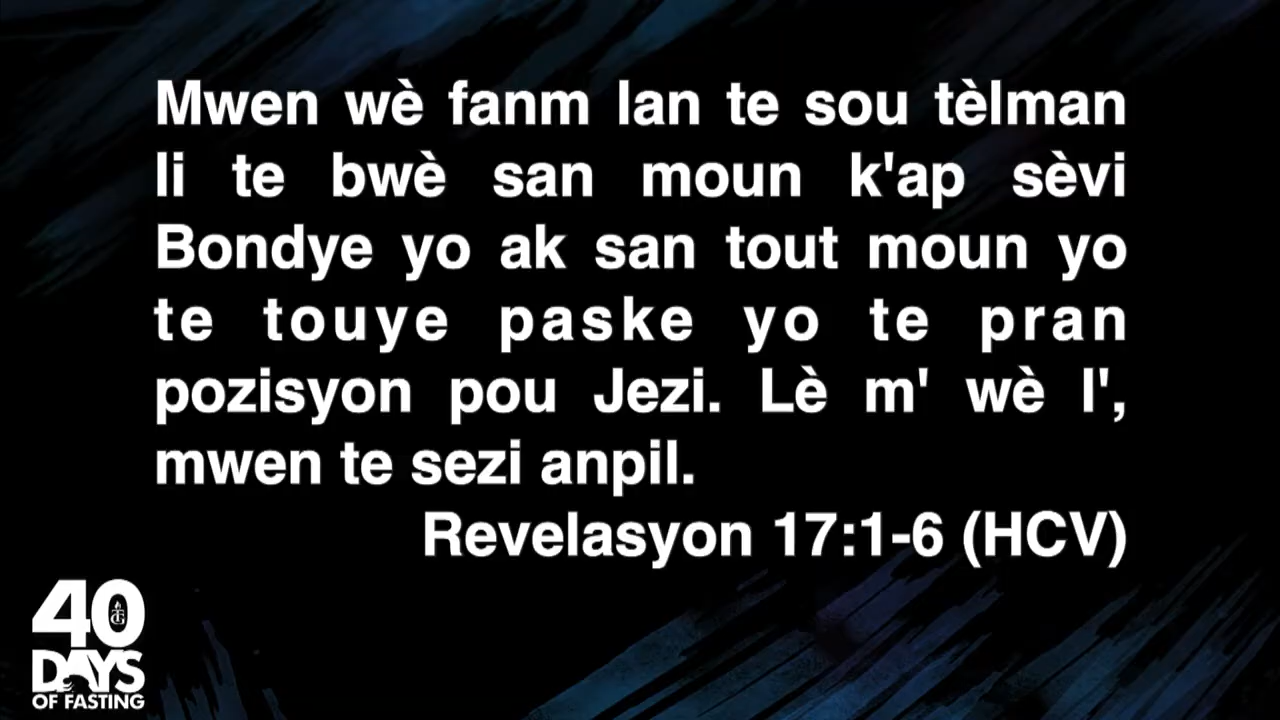 Mwen wè fanm lan te sou tèlman
li te bwè san moun k'ap sèvi
Bondye yo ak san tout moun yo
te touye paske yo te pran
pozisyon pou Jezi. Lè m' wè l',
mwen te sezi anpil.
Revelasyon 17:1-6 (HCV)
40
DAYS
OF FASTING